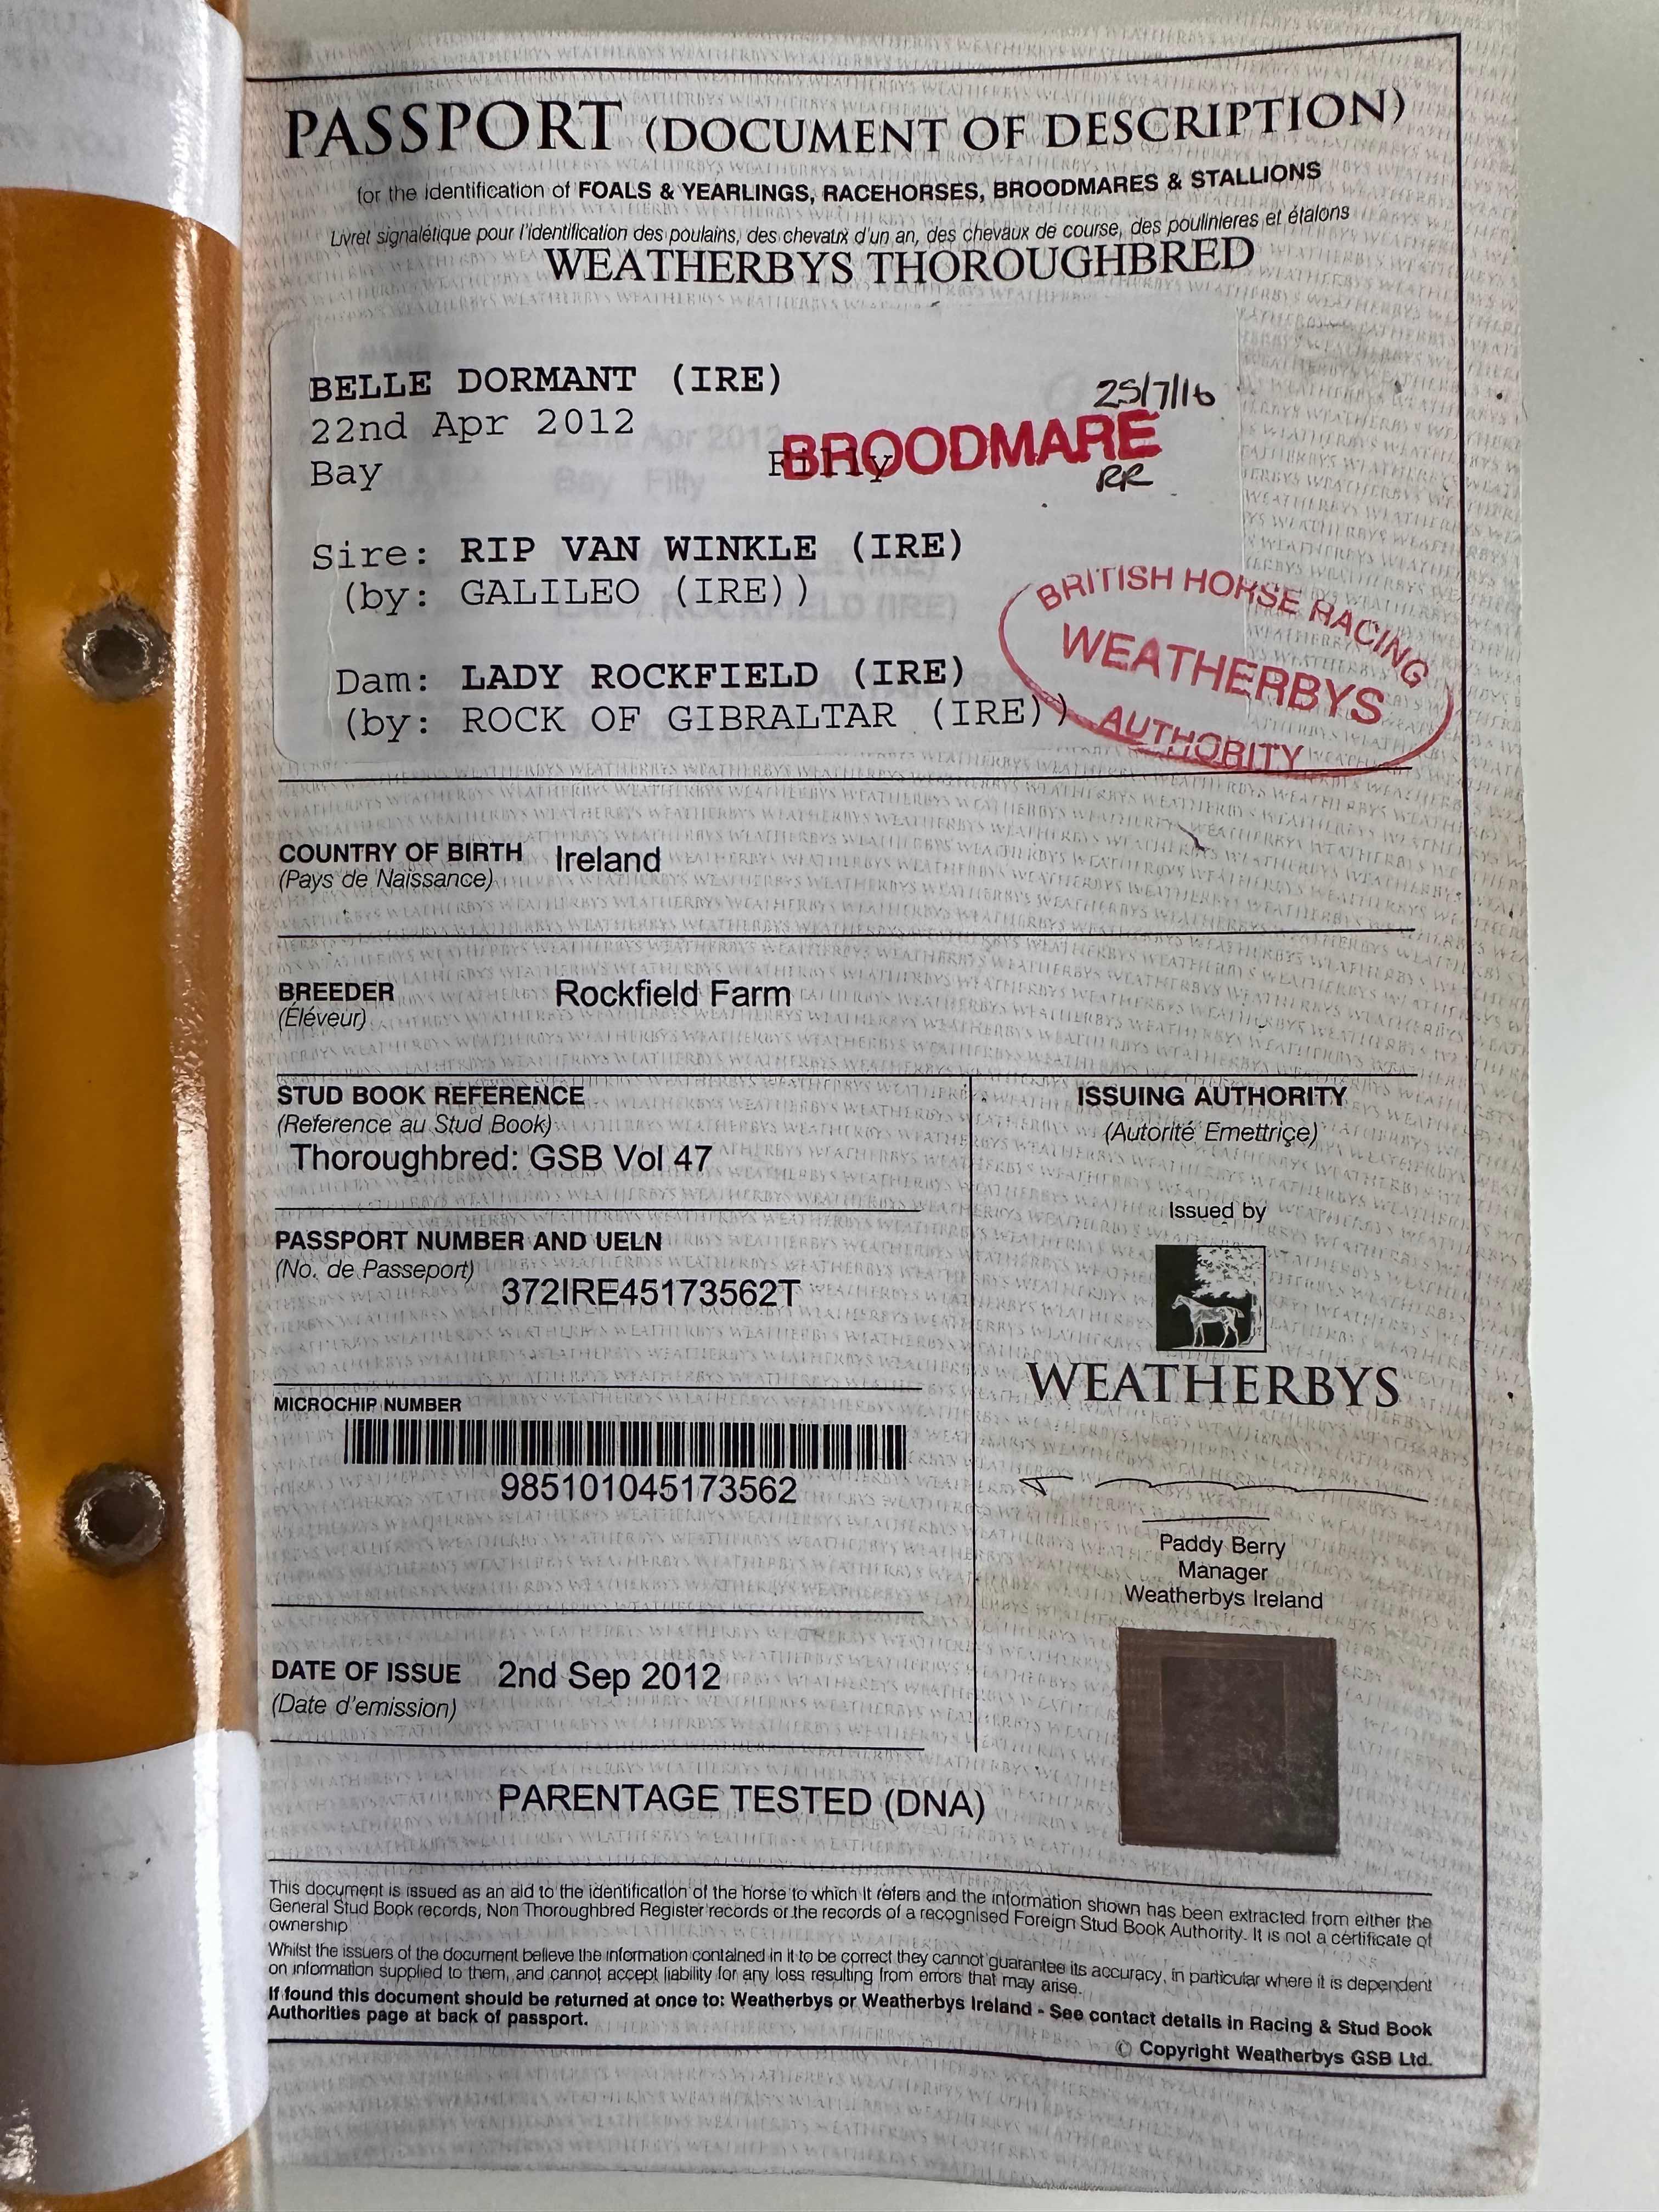 PASSPORT (DOCUMENT OF DESCRIPTION)
for the identification of FOALS & YEARLINGS, RACEHORSES, BROODMARES & STALLIONS
Livret signalétique pour l'identification des poulains, des chevaux d'un an, des chevaux de course, des poulinieres et étalons
WEATHERBYS THOROUGHBRED
BELLE DORMANT (IRE)
25/7/16
22nd Apr 2012
Bay Filly
BROODMARE
RR
Sire: RIP VAN WINKLE (IRE)
(by: GALILEO (IRE))
Dam: LADY ROCKFIELD (IRE)
(by: ROCK OF GIBRALTAR (IRE))
BRITISH HORSE RACING
WEATHERBYS
AUTHORITY
COUNTRY OF BIRTH Ireland
(Pays de Naissance)
BREEDER Rockfield Farm
(Éléveur)
STUD BOOK REFERENCE
(Reference au Stud Book)
Thoroughbred: GSB Vol 47
PASSPORT NUMBER AND UELN
(No. de Passeport)
372IRE45173562T
MICROCHIP NUMBER
985101045173562
DATE OF ISSUE 2nd Sep 2012
(Date d'emission)
ISSUING AUTHORITY
(Autorité Emettriçe)
Issued by
WEATHERBYS
Paddy Berry
Manager
Weatherbys Ireland
PARENTAGE TESTED (DNA)
This document is issued as an aid to the identification of the horse to which it refers and the information shown has been extracted from either the
General Stud Book records, Non Thoroughbred Register records or the records of a recognised Foreign Stud Book Authority. It is not a certificate of
ownership.
Whilst the issuers of the document believe the information contained in it to be correct they cannot guarantee its accuracy, in particular where it is dependent
on information supplied to them, and cannot accept liability for any loss resulting from errors that may arise.
If found this document should be returned at once to: Weatherbys or Weatherbys Ireland - See contact details in Racing & Stud Book
Authorities page at back of passport.
© Copyright Weatherbys GSB Ltd.